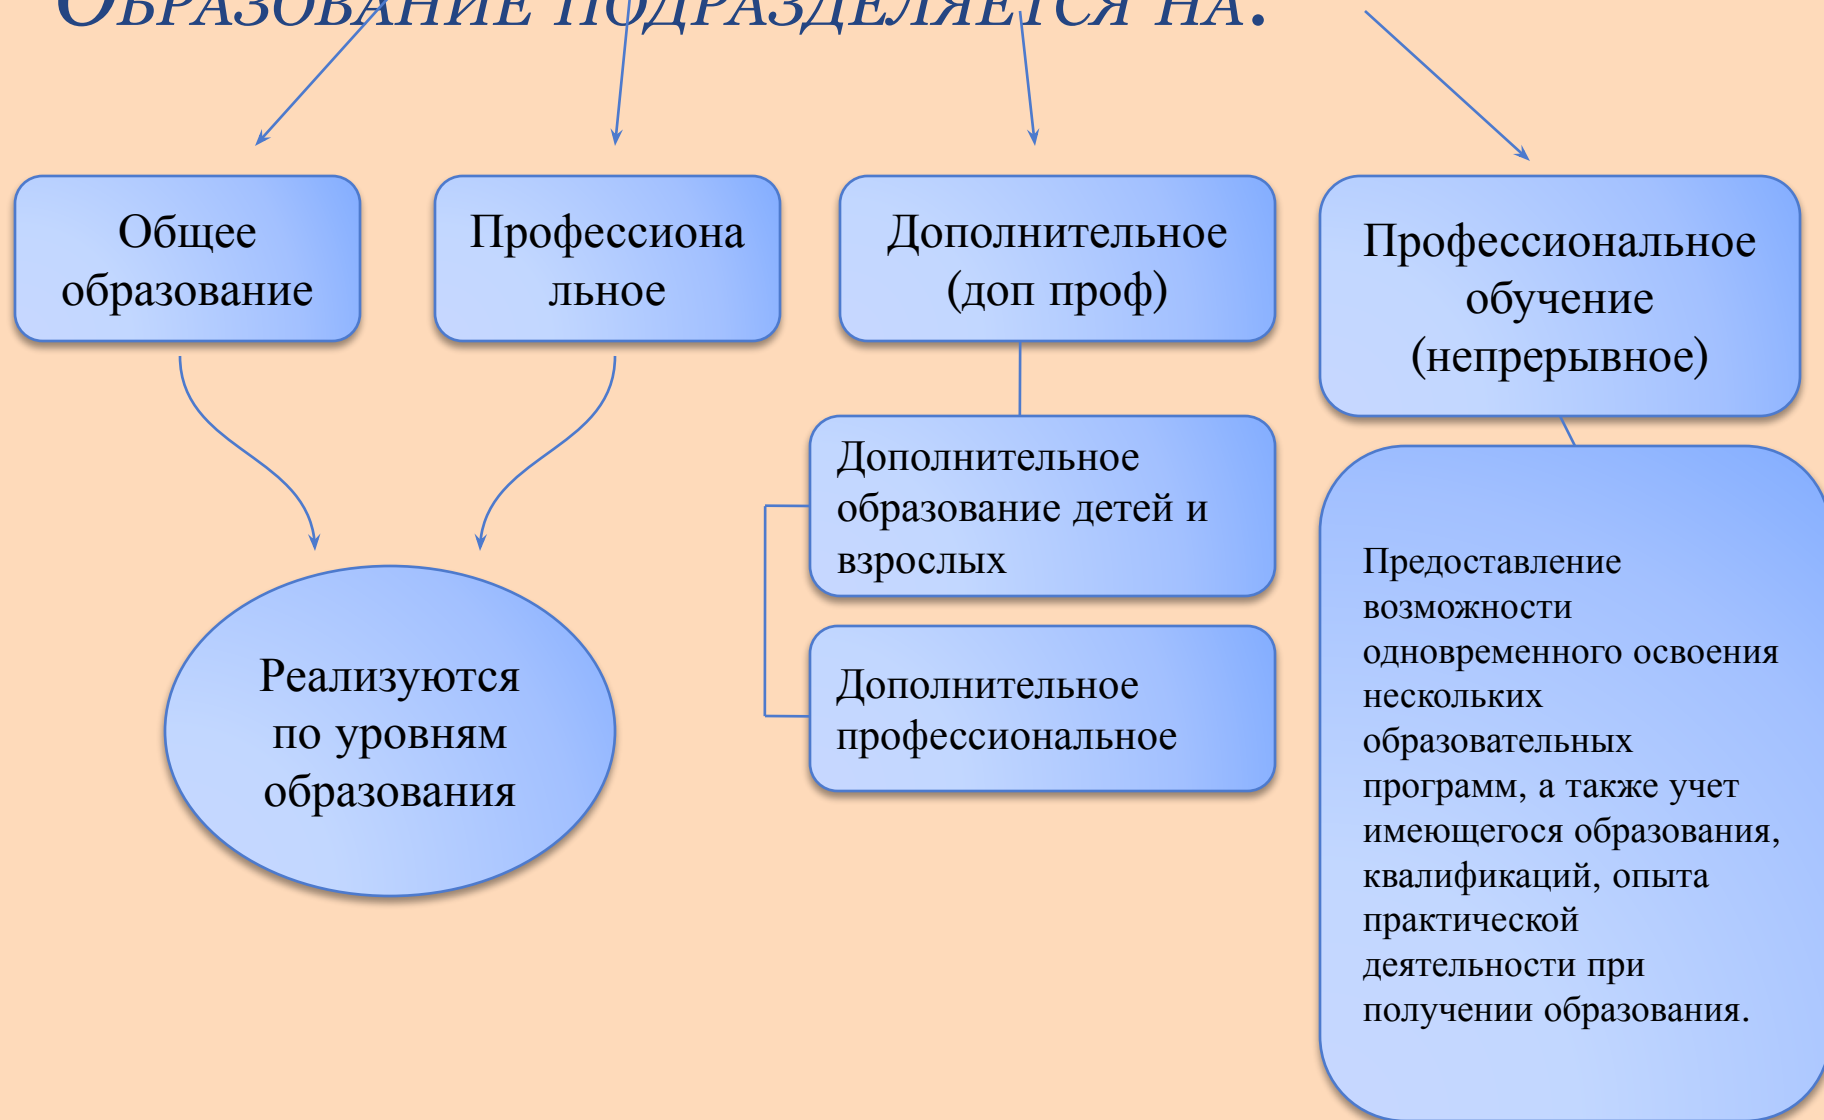 ОБРАЗОВАНИЕ ПОДРАЗДЕЛЯЕТСЯ НА:
Общее
образование
Профессиона
льное
Дополнительное
(доп проф)
Профессиональное
обучение
(непрерывное)
Реализуются
по уровням
образования
Дополнительное
образование детей и
взрослых
Дополнительное
профессиональное
Предоставление
возможности
одновременного освоения
нескольких
образовательных
программ, а также учет
имеющегося образования,
квалификаций, опыта
практической
деятельности при
получении образования.